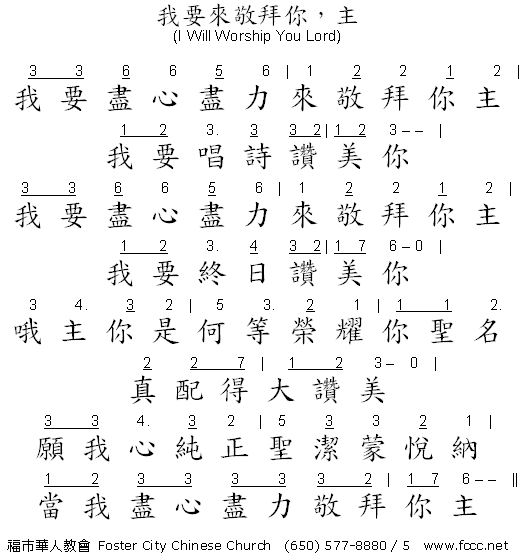 我要來敬拜你，主
(I Will Worship You Lord)
3 3 6 6 5 6 | 1 2 2 1 2 |
我要盡心盡力來敬拜你主
1 2 3. 3 3 2 | 1 2 3-- |
我要唱詩讚美你
3 3 6 6 5 6 | 1 2 2 1 2 |
我要盡心盡力來敬拜你主
1 2 3. 4 3 2 | 1 7 6-0 |
我要終日讚美你
3 4. 3 2 | 5 3. 2 1 | 1 1 2.
哦主你是何等榮耀你聖名
2 2 7 | 1 2 3- 0 |
真配得大讚美
3 3 4. 3 2 | 5 3 3 2 1 |
願我心純正聖潔蒙悅納
1 2 3 3 3 3 2 | 1 7 6-- ||
當我盡心盡力敬拜你主
福市華人教會 Foster City Chinese Church (650) 577-8880 / 5 www.fccc.net